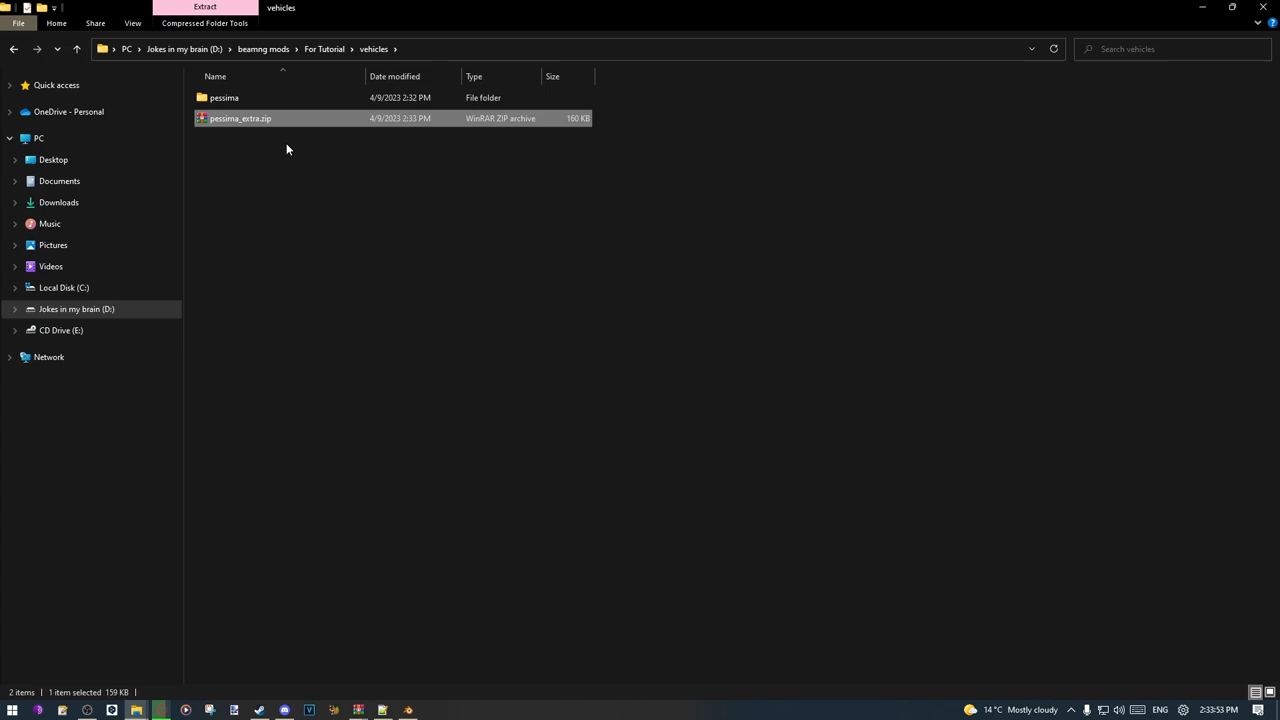 Extract
vehicles
File
Home
Share
View
Compressed Folder Tools
PC
Jokes in my brain (D:)
beamng mods
For Tutorial
vehicles
Search vehicles
Name
Date modified
Type
Size
pessima
4/9/2023 2:32 PM
File folder
pessima_extra.zip
4/9/2023 2:33 PM
WinRAR ZIP archive
160 KB
Quick access
OneDrive - Personal
PC
Desktop
Documents
Downloads
Music
Pictures
Videos
Local Disk (C:)
Jokes in my brain (D:)
CD Drive (E:)
Network
2 items
1 item selected 159 KB
14 °C Mostly cloudy
ENG
2:33:53 PM